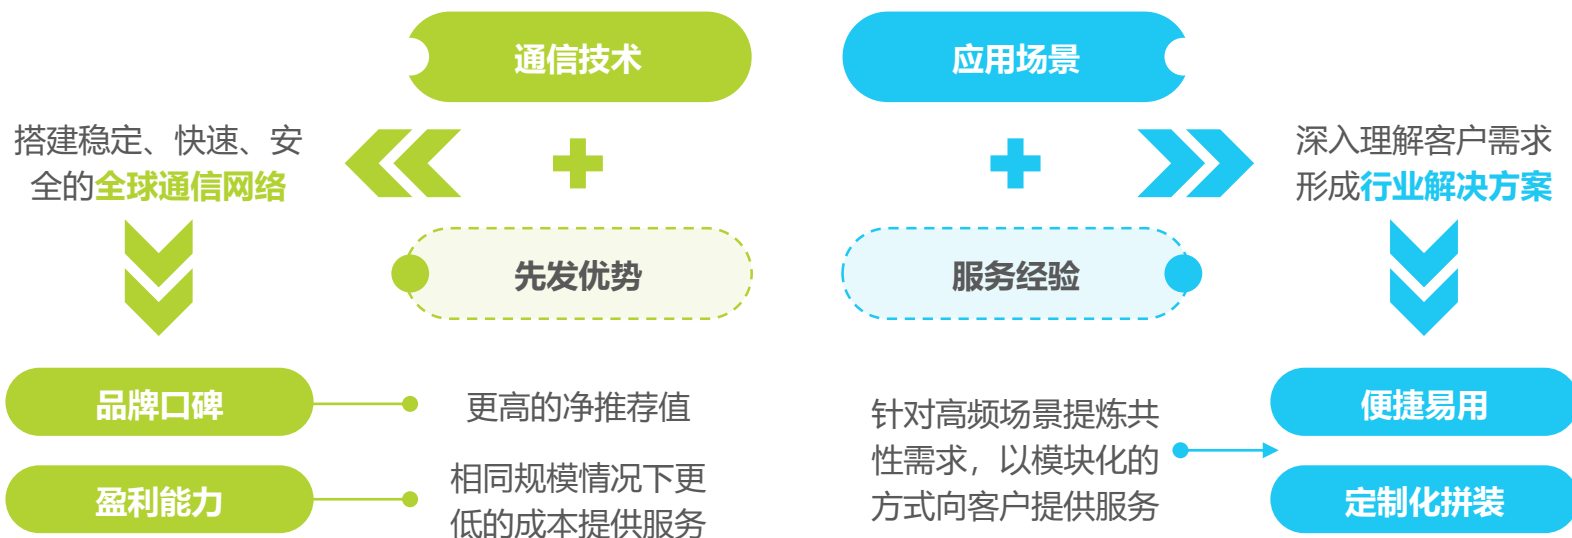 通信技术
应用场景
搭建稳定、快速、安
全的全球通信网络
深入理解客户需求
形成行业解决方案
先发优势
服务经验
品牌口碑
更高的净推荐值
盈利能力
相同规模情况下更
低的成本提供服务
针对高频场景提炼共
性需求，以模块化的
方式向客户提供服务
便捷易用
定制化拼装